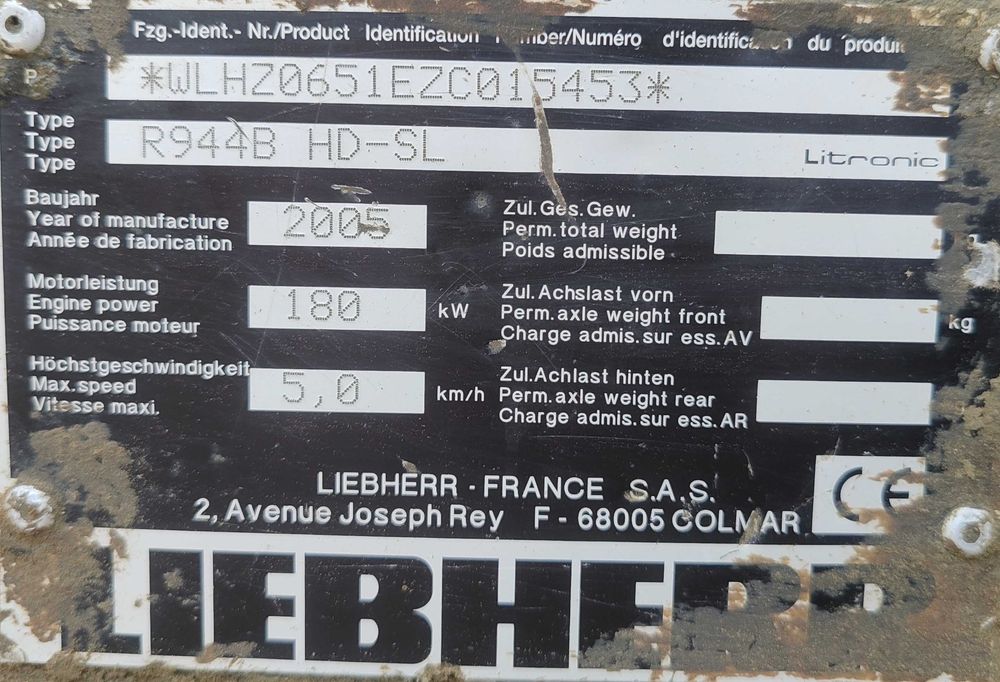 Fzg.-Ident.- Nr./Product Identification Number/Numéro d'identification du produit
P *WLHZ0651EZC015453*
Type
Type R944B HD-SL Litronic
Type
Baujahr
Year of manufacture 2005
Année de fabrication
Zul.Ges.Gew.
Perm.total weight
Poids admissible
Motorleistung
Engine power 180 kW
Puissance moteur
Zul.Achslast vorn
Perm.axle weight front kg
Charge admis.sur ess.AV
Höchstgeschwindigkeit
Max.speed 5,0 km/h
Vitesse maxi.
Zul.Achlast hinten
Perm.axle weight rear
Charge admis.sur ess.AR
LIEBHERR - FRANCE S.A.S.
2, Avenue Joseph Rey F - 68005 COLMAR
CE
LIEBHERR